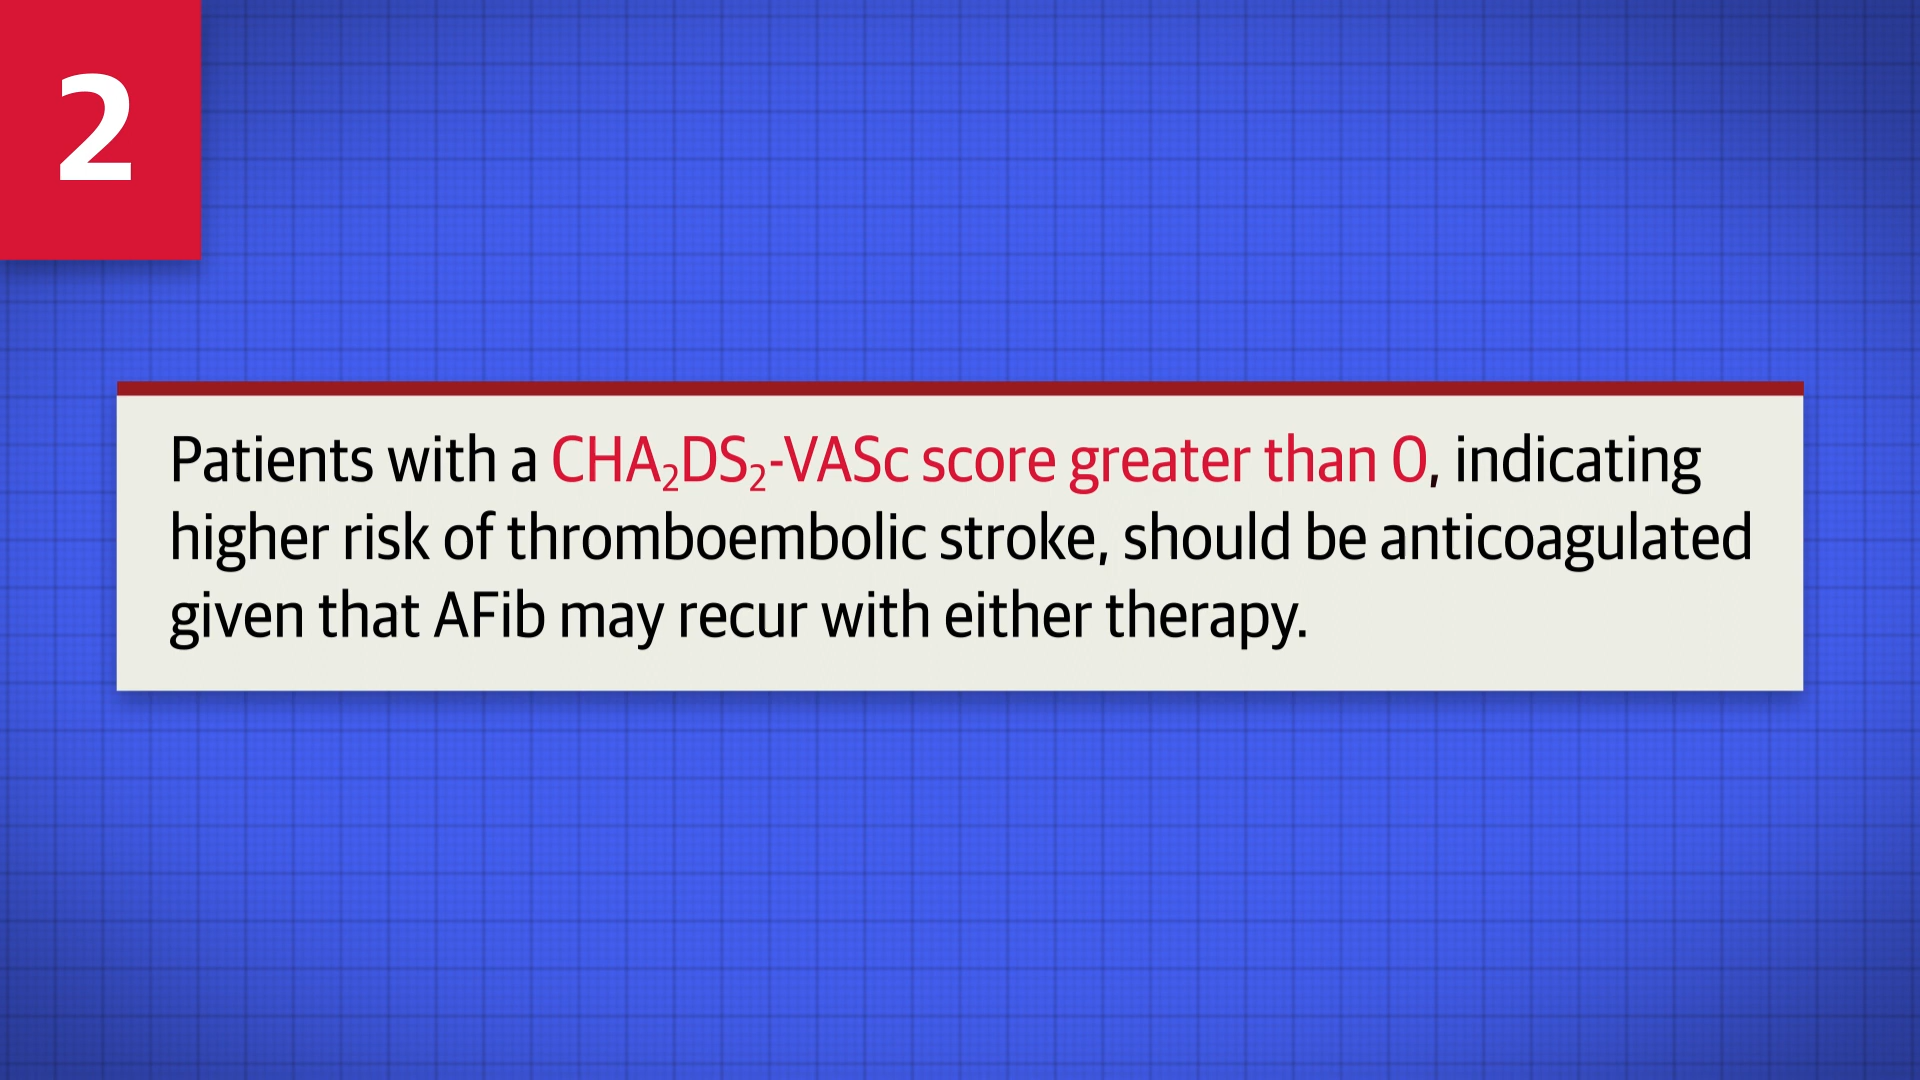 2
Patients with a CHA₂DS₂-VASc score greater than 0, indicating
higher risk of thromboembolic stroke, should be anticoagulated
given that AFib may recur with either therapy.